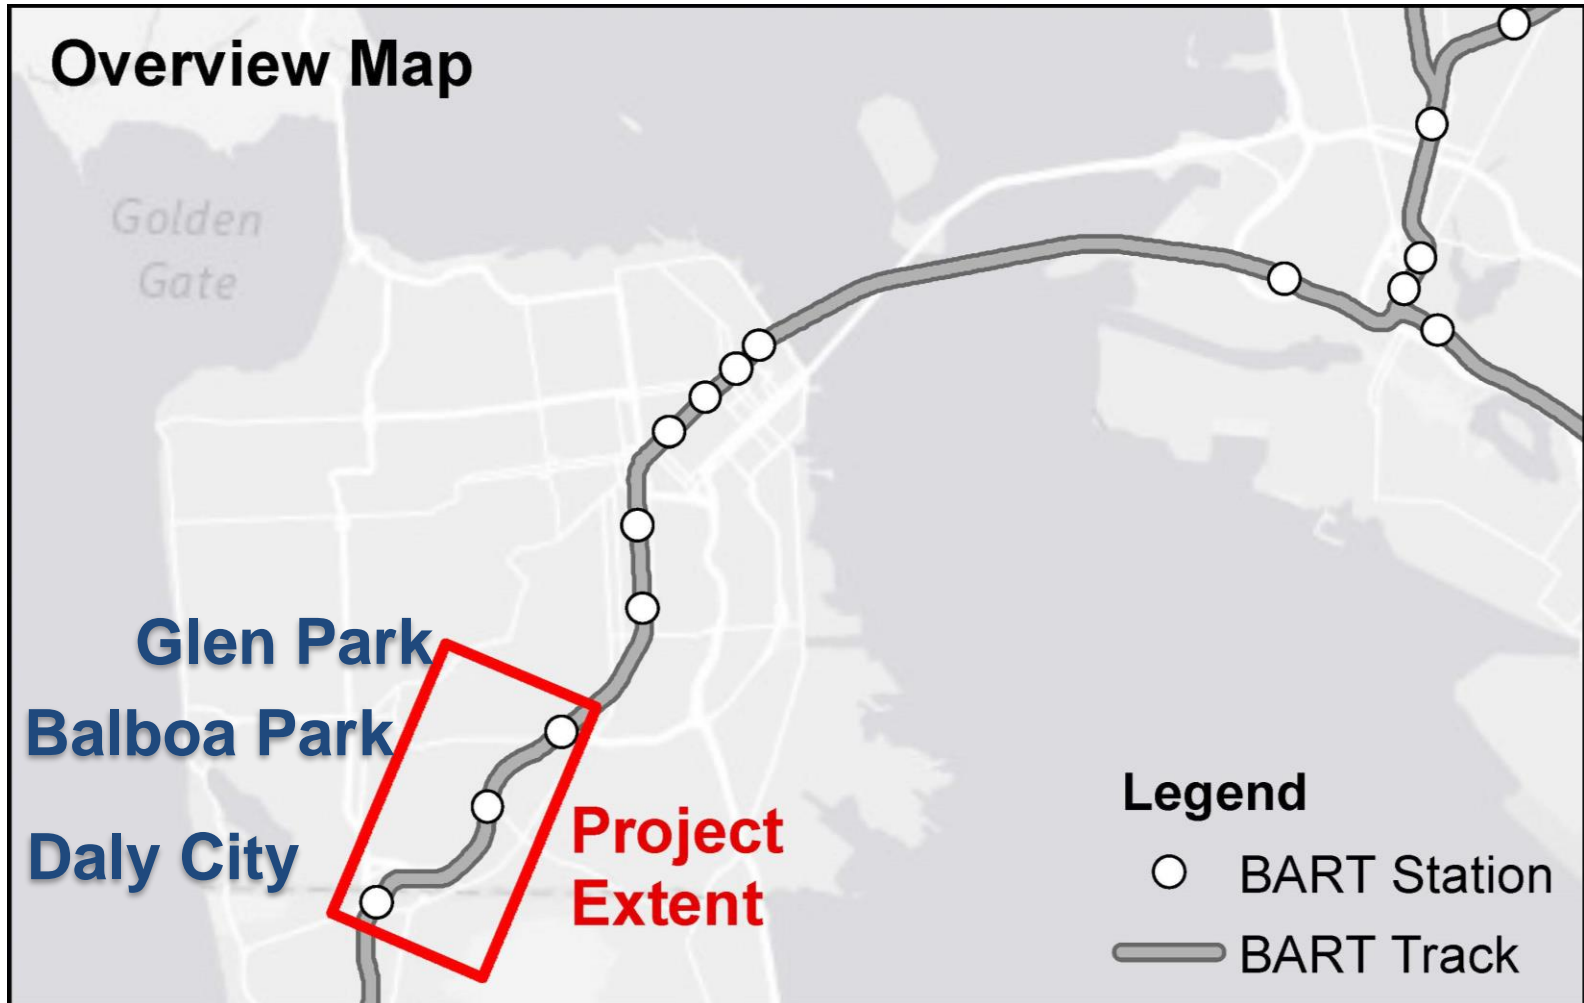 Overview Map
Golden
Gate
Glen Park
Balboa Park
Daly City
Project
Extent
Legend
BART Station
BART Track